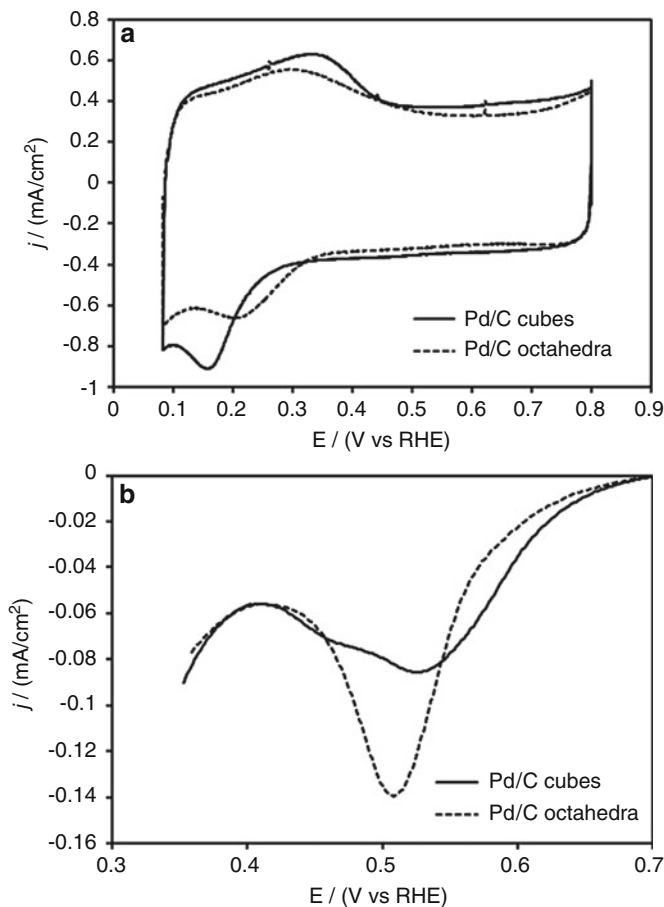 a
0.8
0.6
0.4
0.2
0
-0.2
-0.4
-0.6
-0.8
-1
j / (mA/cm²)
Pd/C cubes
Pd/C octahedra
0 0.1 0.2 0.3 0.4 0.5 0.6 0.7 0.8 0.9
E / (V vs RHE)
b
0
-0.02
-0.04
-0.06
-0.08
-0.1
-0.12
-0.14
-0.16
j / (mA/cm²)
Pd/C cubes
Pd/C octahedra
0.3 0.4 0.5 0.6 0.7
E / (V vs RHE)